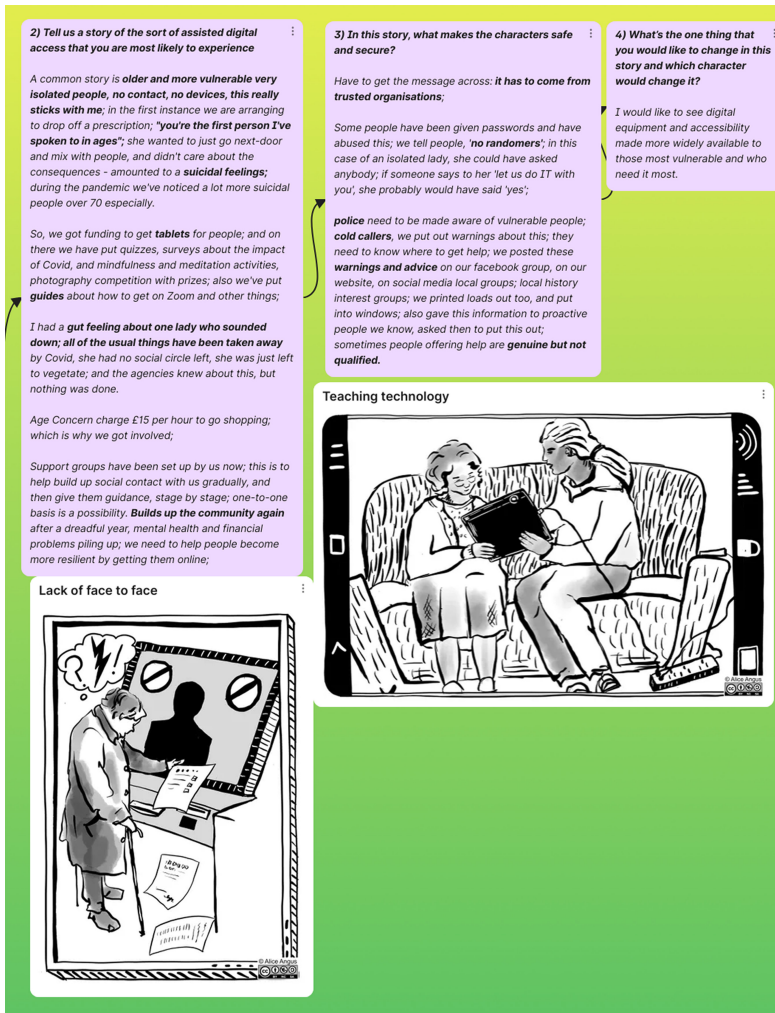 2) Tell us a story of the sort of assisted digital
access that you are most likely to experience
A common story is older and more vulnerable very
isolated people, no contact, no devices, this really
sticks with me; in the first instance we are arranging
to drop off a prescription; "you're the first person I've
spoken to in ages"; she wanted to just go next-door
and mix with people, and didn't care about the
consequences - amounted to a suicidal feelings;
during the pandemic we've noticed a lot more suicidal
people over 70 especially.
So, we got funding to get tablets for people; and on
there we have put quizzes, surveys about the impact
of Covid, and mindfulness and meditation activities,
photography competition with prizes; also we've put
guides about how to get on Zoom and other things;
I had a gut feeling about one lady who sounded
down; all of the usual things have been taken away
by Covid, she had no social circle left, she was just left
to vegetate; and the agencies knew about this, but
nothing was done.
Age Concern charge £15 per hour to go shopping;
which is why we got involved;
Support groups have been set up by us now; this is to
help build up social contact with us gradually, and
then give them guidance, stage by stage; one-to-one
basis is a possibility. Builds up the community again
after a dreadful year, mental health and financial
problems piling up; we need to help people become
more resilient by getting them online;
3) In this story, what makes the characters safe
and secure?
Have to get the message across: it has to come from
trusted organisations;
Some people have been given passwords and have
abused this; we tell people, 'no randomers'; in this
case of an isolated lady, she could have asked
anybody; if someone says to her 'let us do IT with
you', she probably would have said 'yes';
police need to be made aware of vulnerable people;
cold callers, we put out warnings about this; they
need to know where to get help; we posted these
warnings and advice on our facebook group, on our
website, on social media local groups; local history
interest groups; we printed loads out too, and put
into windows; also gave this information to proactive
people we know, asked then to put this out;
sometimes people offering help are genuine but not
qualified.
4) What's the one thing that
you would like to change in this
story and which character
would change it?
I would like to see digital
equipment and accessibility
made more widely available to
those most vulnerable and who
need it most.
Teaching technology
© Alice Angus
Lack of face to face
?!
© Alice Angus